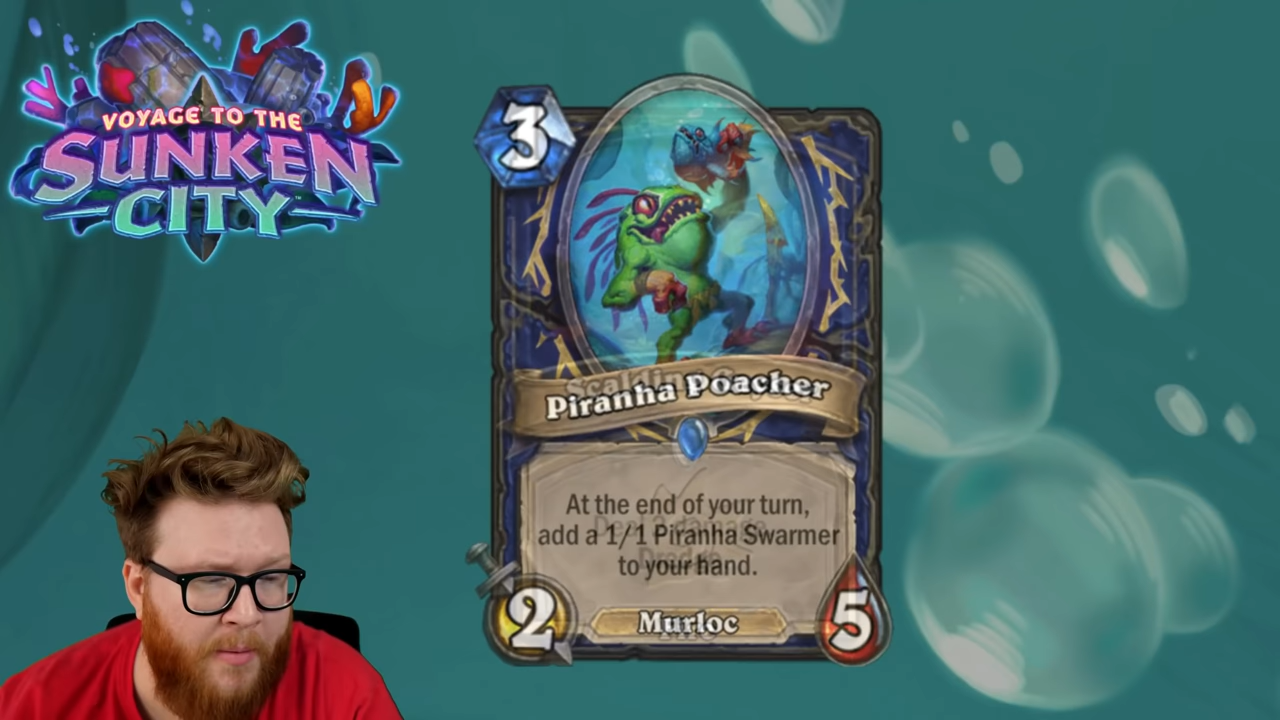 VOYAGE TO THE
SUNKEN
CITY
3
Piranha Poacher
At the end of your turn,
add a 1/1 Piranha Swarmer
to your hand.
2
Murloc
5